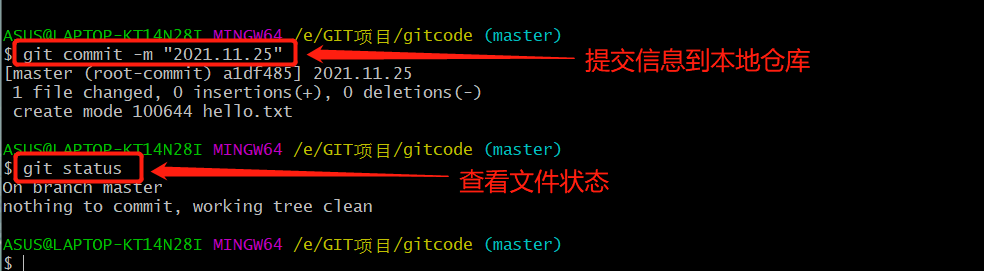 ASUS@LAPTOP-KT14N28I MINGW64 /e/GIT项目/gitcode (master)
$ git commit -m "2021.11.25"
提交信息到本地仓库
[master (root-commit) a1df485] 2021.11.25
1 file changed, 0 insertions(+), 0 deletions(-)
create mode 100644 hello.txt
ASUS@LAPTOP-KT14N28I MINGW64 /e/GIT项目/gitcode (master)
$ git status
查看文件状态
On branch master
nothing to commit, working tree clean
ASUS@LAPTOP-KT14N28I MINGW64 /e/GIT项目/gitcode (master)
$